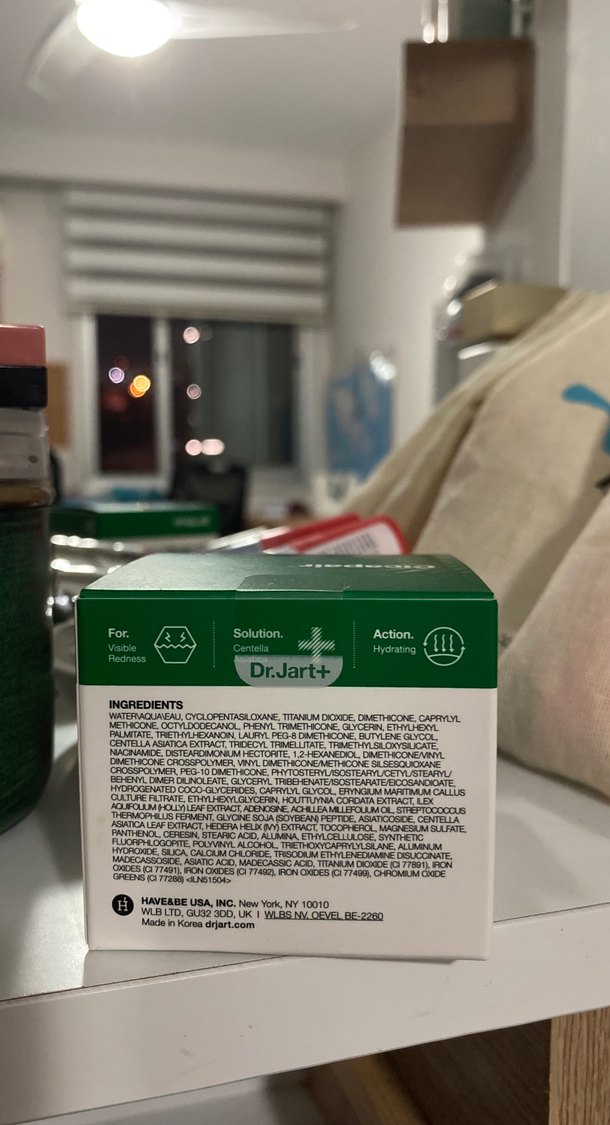 Cicapair
For.
Visible
Redness
Solution.
Centella
Action.
Hydrating
Dr.Jart+
INGREDIENTS
WATER\AQUA\EAU, CYCLOPENTASILOXANE, TITANIUM DIOXIDE, DIMETHICONE, CAPRYLYL
METHICONE, OCTYLDODECANOL, PHENYL TRIMETHICONE, GLYCERIN, ETHYLHEXYL
PALMITATE, TRIETHYLHEXANOIN, LAURYL PEG-8 DIMETHICONE, BUTYLENE GLYCOL,
CENTELLA ASIATICA EXTRACT, TRIDECYL TRIMELLITATE, TRIMETHYLSILOXYSILICATE,
NIACINAMIDE, DISTEARDIMONIUM HECTORITE, 1,2-HEXANEDIOL, DIMETHICONE/VINYL
DIMETHICONE CROSSPOLYMER, VINYL DIMETHICONE/METHICONE SILSESQUIOXANE
CROSSPOLYMER, PEG-10 DIMETHICONE, PHYTOSTERYL/ISOSTEARYL/CETYL/STEARYL/
BEHENYL DIMER DILINOLEATE, GLYCERYL TRIBEHENATE/ISOSTEARATE/EICOSANDIOATE,
HYDROGENATED COCO-GLYCERIDES, CAPRYLYL GLYCOL, ERYNGIUM MARITIMUM CALLUS
CULTURE FILTRATE, ETHYLHEXYLGLYCERIN, HOUTTUYNIA CORDATA EXTRACT, ILEX
AQUIFOLIUM (HOLLY) LEAF EXTRACT, ADENOSINE, ACHILLEA MILLEFOLIUM OIL, STREPTOCOCCUS
THERMOPHILUS FERMENT, GLYCINE SOJA (SOYBEAN) PEPTIDE, ASIATICOSIDE, CENTELLA
ASIATICA LEAF EXTRACT, HEDERA HELIX (IVY) EXTRACT, TOCOPHEROL, MAGNESIUM SULFATE,
PANTHENOL CERESIN, STEARIC ACID, ALUMINA, ETHYLCELLULOSE, SYNTHETIC
FLUORPHLOGOPITE, POLYVINYL ALCOHOL, TRIETHOXYCAPRYLYLSILANE, ALUMINUM
HYDROXIDE, SILICA, CALCIUM CHLORIDE, TRISODIUM ETHYLENEDIAMINE DISUCCINATE,
MADECASSOSIDE, ASIATIC ACID, MADECASSIC ACID, TITANIUM DIOXIDE (CI 77891), IRON
OXIDES (CI 77491), IRON OXIDES (CI 77492), IRON OXIDES (CI 77499), CHROMIUM OXIDE
GREENS (CI 77288) <ILN51504>
HAVE&BE USA, INC. New York, NY 10010
WLB LTD, GU32 3DD, UK I WLBS NV. OEVEL BE-2260
Made in Korea drjart.com